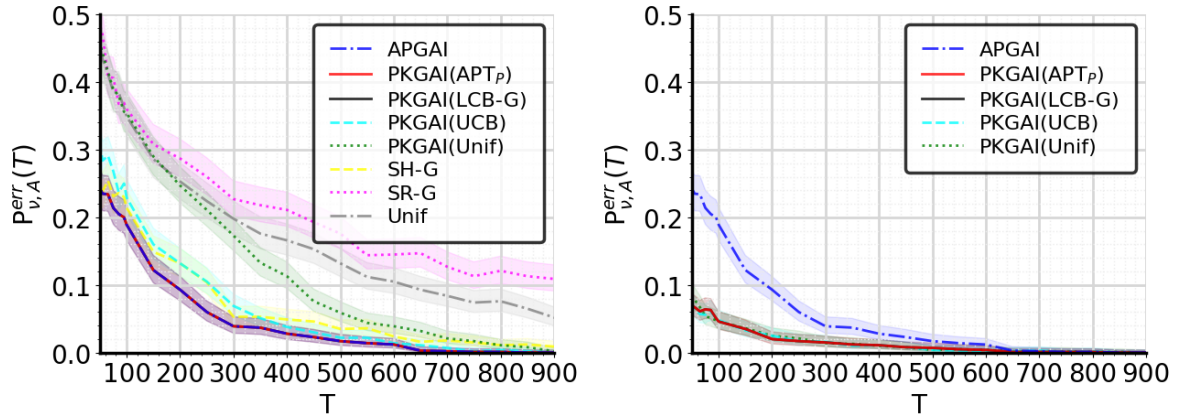 0.5
0.4
0.3
0.2
0.1
0.0
P^{err}_{ν,A}(T)
100 200 300 400 500 600 700 800 900
T
APGAI
PKGAI(APT_P)
PKGAI(LCB-G)
PKGAI(UCB)
PKGAI(Unif)
SH-G
SR-G
Unif
0.5
0.4
0.3
0.2
0.1
0.0
P^{err}_{ν,A}(T)
100 200 300 400 500 600 700 800 900
T
APGAI
PKGAI(APT_P)
PKGAI(LCB-G)
PKGAI(UCB)
PKGAI(Unif)